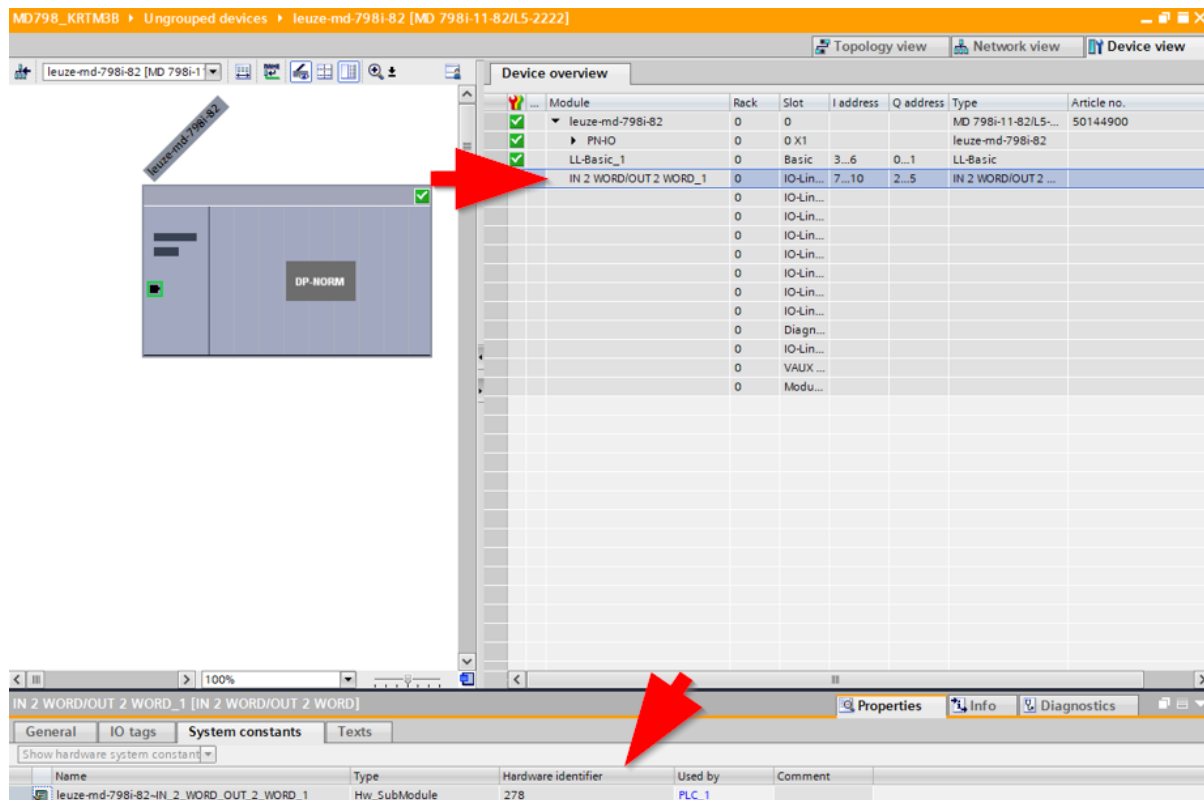 MD798_KRTM3B ▸ Ungrouped devices ▸ leuze-md-798i-82 [MD 798i-11-82/L5-2222]
Topology view Network view Device view
leuze-md-798i-82 [MD 798i-1
Device overview
leuze-md-798i-82
DP-NORM
... Module Rack Slot I address Q address Type Article no.
leuze-md-798i-82 0 0 MD 798i-11-82/L5-... 50144900
PN-IO 0 0 X1 leuze-md-798i-82
LL-Basic_1 0 Basic 3...6 0...1 LL-Basic
IN 2 WORD/OUT 2 WORD_1 0 IO-Lin... 7...10 2...5 IN 2 WORD/OUT 2 ...
0 IO-Lin...
0 IO-Lin...
0 IO-Lin...
0 IO-Lin...
0 IO-Lin...
0 IO-Lin...
0 IO-Lin...
0 Diagn...
0 IO-Lin...
0 VAUX ...
0 Modu...
100%
IN 2 WORD/OUT 2 WORD_1 [IN 2 WORD/OUT 2 WORD]
Properties Info Diagnostics
General IO tags System constants Texts
Show hardware system constant
Name Type Hardware identifier Used by Comment
leuze-md-798i-82~IN_2_WORD_OUT_2_WORD_1 Hw_SubModule 278 PLC_1